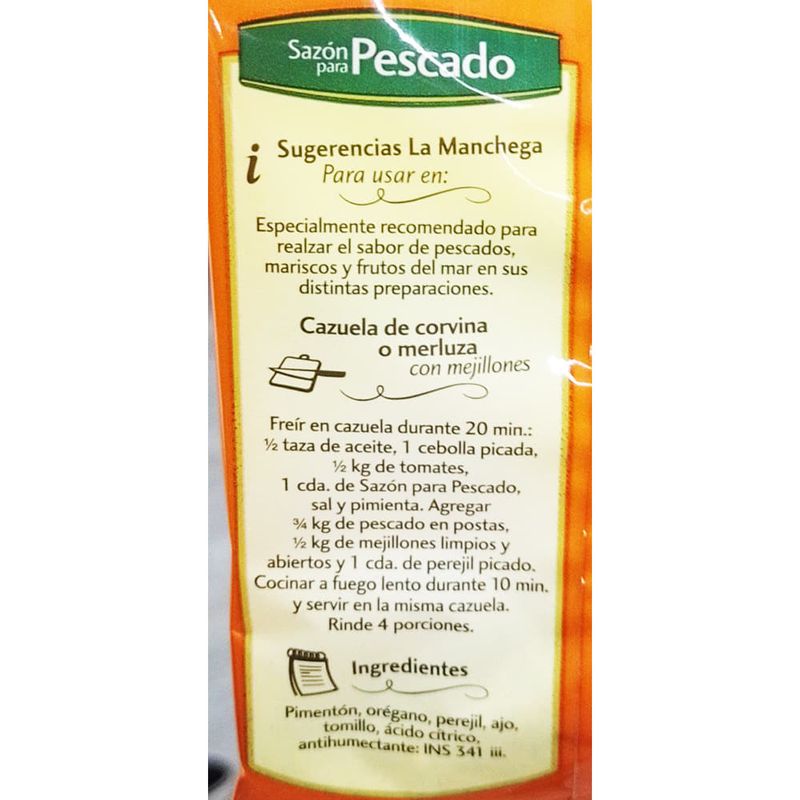 Sazón
para Pescado
i Sugerencias La Manchega
Para usar en:
Especialmente recomendado para
realzar el sabor de pescados,
mariscos y frutos del mar en sus
distintas preparaciones.
Cazuela de corvina
o merluza
con mejillones
Freír en cazuela durante 20 min.:
½ taza de aceite, 1 cebolla picada,
½ kg de tomates,
1 cda. de Sazón para Pescado,
sal y pimienta. Agregar
¾ kg de pescado en postas,
½ kg de mejillones limpios y
abiertos y 1 cda. de perejil picado.
Cocinar a fuego lento durante 10 min.
y servir en la misma cazuela.
Rinde 4 porciones.
Ingredientes
Pimentón, orégano, perejil, ajo,
tomillo, ácido cítrico,
antihumectante: INS 341 iii.